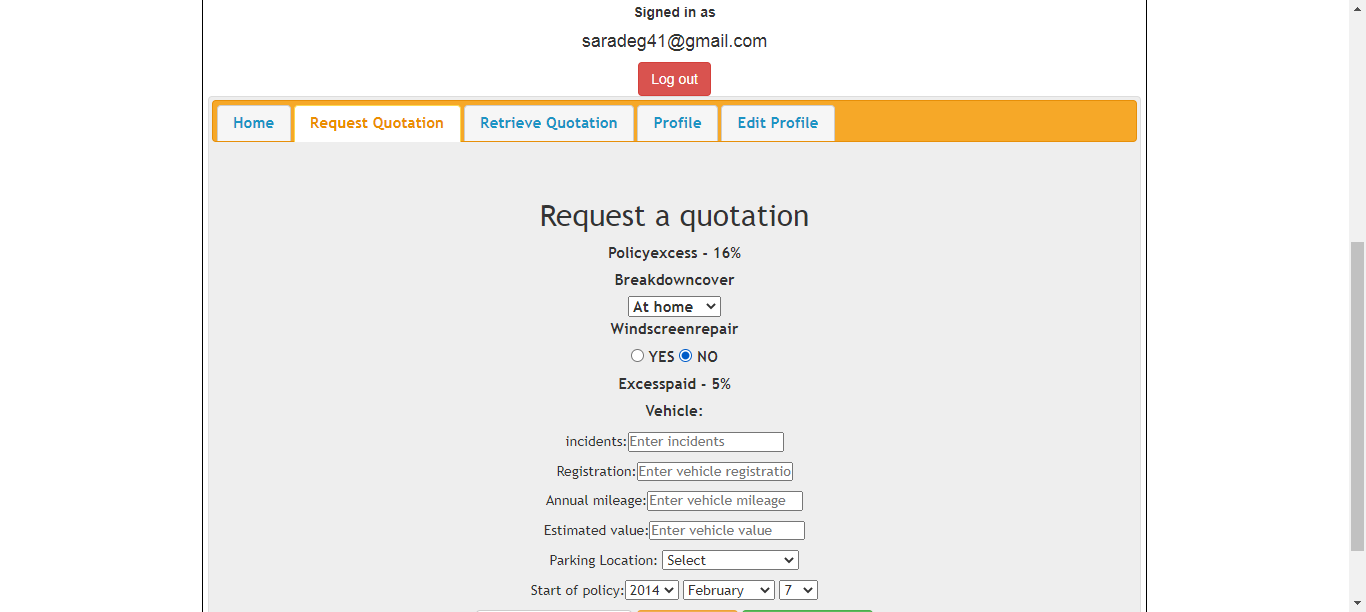 Signed in as
saradeg41@gmail.com
Log out
Home Request Quotation Retrieve Quotation Profile Edit Profile
Request a quotation
Policyexcess - 16%
Breakdowncover
At home
Windscreenrepair
YES NO
Excesspaid - 5%
Vehicle:
incidents: Enter incidents
Registration: Enter vehicle registratio
Annual mileage: Enter vehicle mileage
Estimated value: Enter vehicle value
Parking Location: Select
Start of policy: 2014 February 7